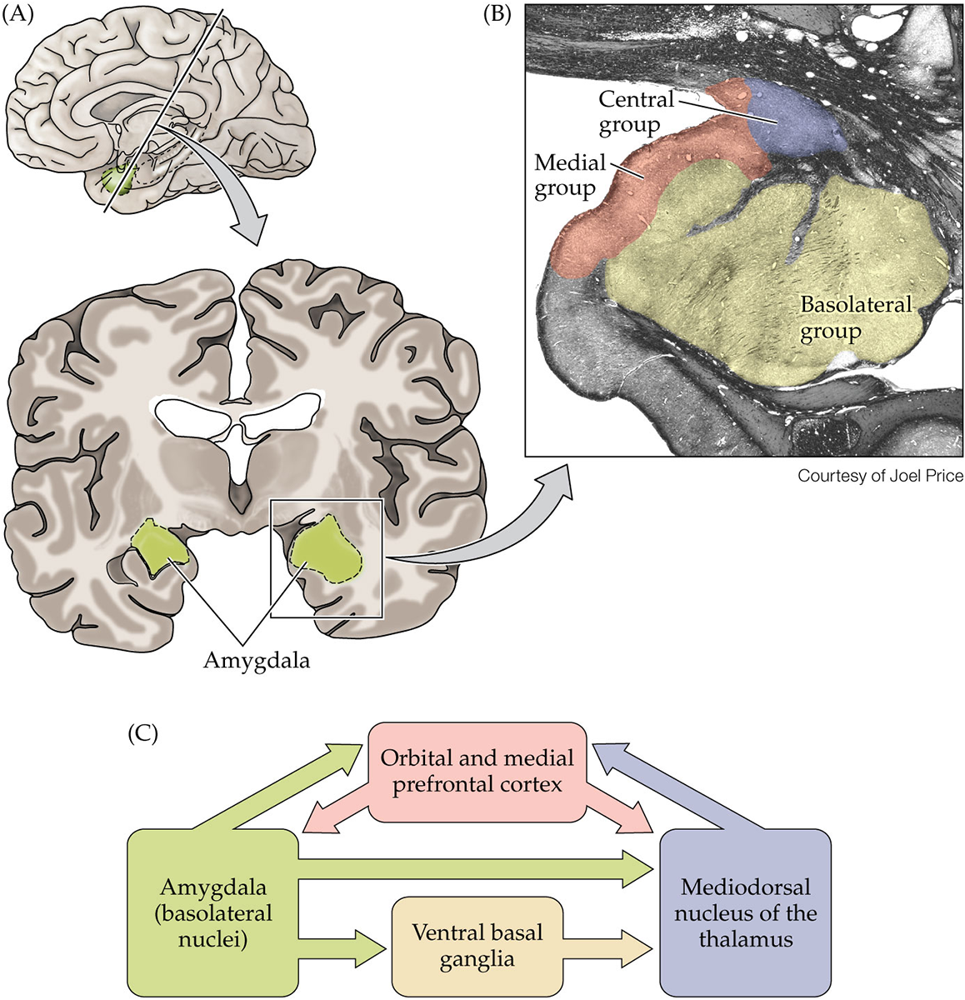 (A)
Amygdala
(B)
Central
group
Medial
group
Basolateral
group
Courtesy of Joel Price
(C)
Orbital and medial
prefrontal cortex
Amygdala
(basolateral
nuclei)
Ventral basal
ganglia
Mediodorsal
nucleus of the
thalamus